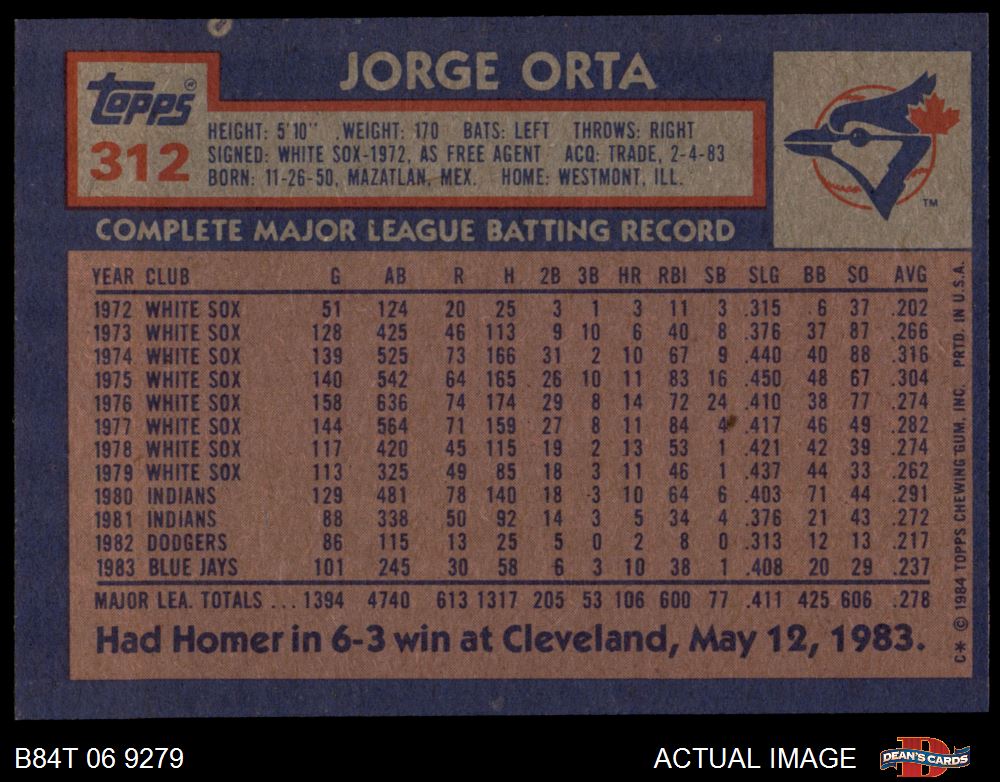 JORGE ORTA
Topps®
312
HEIGHT: 5'10" WEIGHT: 170 BATS: LEFT THROWS: RIGHT
SIGNED: WHITE SOX-1972, AS FREE AGENT ACQ: TRADE, 2-4-83
BORN: 11-26-50, MAZATLAN, MEX. HOME: WESTMONT, ILL.
TM
COMPLETE MAJOR LEAGUE BATTING RECORD
YEAR CLUB G AB R H 2B 3B HR RBI SB SLG BB SO AVG
1972 WHITE SOX 51 124 20 25 3 1 3 11 3 .315 6 37 .202
1973 WHITE SOX 128 425 46 113 9 10 6 40 8 .376 37 87 .266
1974 WHITE SOX 139 525 73 166 31 2 10 67 9 .440 40 88 .316
1975 WHITE SOX 140 542 64 165 26 10 11 83 16 .450 48 67 .304
1976 WHITE SOX 158 636 74 174 29 8 14 72 24 .410 38 77 .274
1977 WHITE SOX 144 564 71 159 27 8 11 84 4 .417 46 49 .282
1978 WHITE SOX 117 420 45 115 19 2 13 53 1 .421 42 39 .274
1979 WHITE SOX 113 325 49 85 18 3 11 46 1 .437 44 33 .262
1980 INDIANS 129 481 78 140 18 3 10 64 6 .403 71 44 .291
1981 INDIANS 88 338 50 92 14 3 5 34 4 .376 21 43 .272
1982 DODGERS 86 115 13 25 5 0 2 8 0 .313 12 13 .217
1983 BLUE JAYS 101 245 30 58 6 3 10 38 1 .408 20 29 .237
MAJOR LEA. TOTALS ... 1394 4740 613 1317 205 53 106 600 77 .411 425 606 .278
Had Homer in 6-3 win at Cleveland, May 12, 1983.
C* © 1984 TOPPS CHEWING GUM, INC. PRTD. IN U.S.A.
B84T 06 9279
ACTUAL IMAGE
D
DEAN'S CARDS